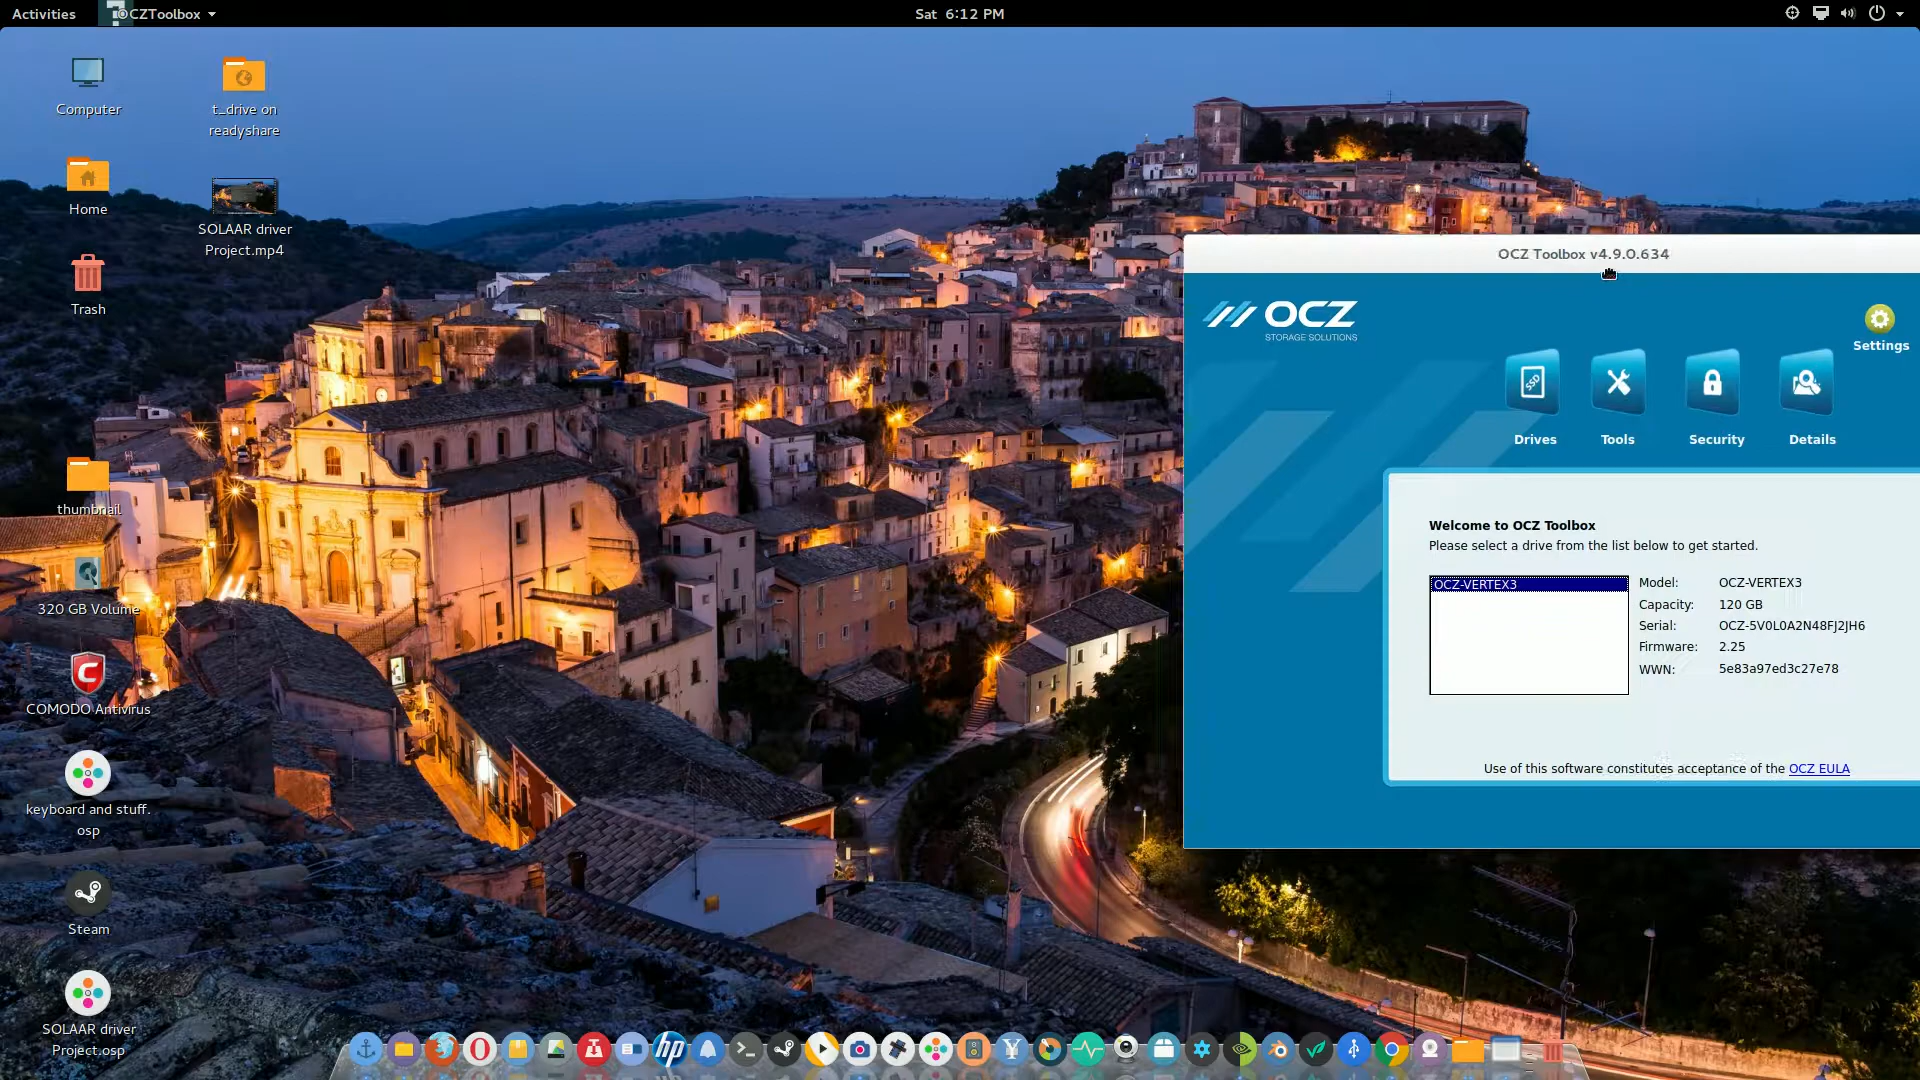 Activities
OCZToolbox
Sat 6:12 PM
Computer
t_drive on
readyshare
Home
SOLAAR driver
Project.mp4
Trash
thumbnail
320 GB Volume
COMODO Antivirus
keyboard and stuff.
osp
Steam
SOLAAR driver
Project.osp
OCZ Toolbox v4.9.0.634
OCZ
STORAGE SOLUTIONS
Settings
SSD
Drives
Tools
Security
Details
Welcome to OCZ Toolbox
Please select a drive from the list below to get started.
OCZ-VERTEX3
Model: OCZ-VERTEX3
Capacity: 120 GB
Serial: OCZ-5V0L0A2N48FJ2JH6
Firmware: 2.25
WWN: 5e83a97ed3c27e78
Use of this software constitutes acceptance of the OCZ EULA
hp